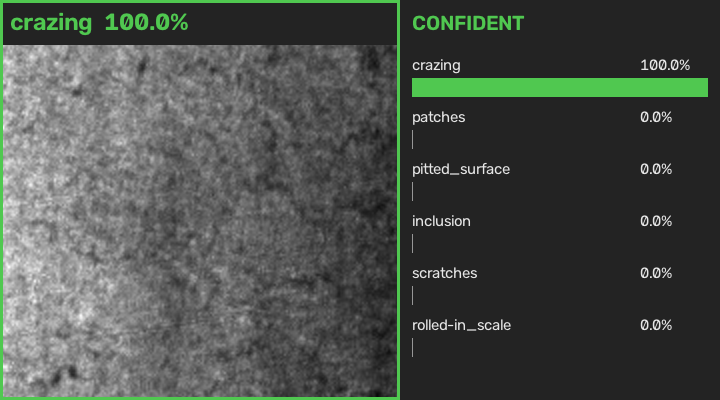 crazing 100.0%
CONFIDENT
crazing 100.0%
patches 0.0%
pitted_surface 0.0%
inclusion 0.0%
scratches 0.0%
rolled-in_scale 0.0%